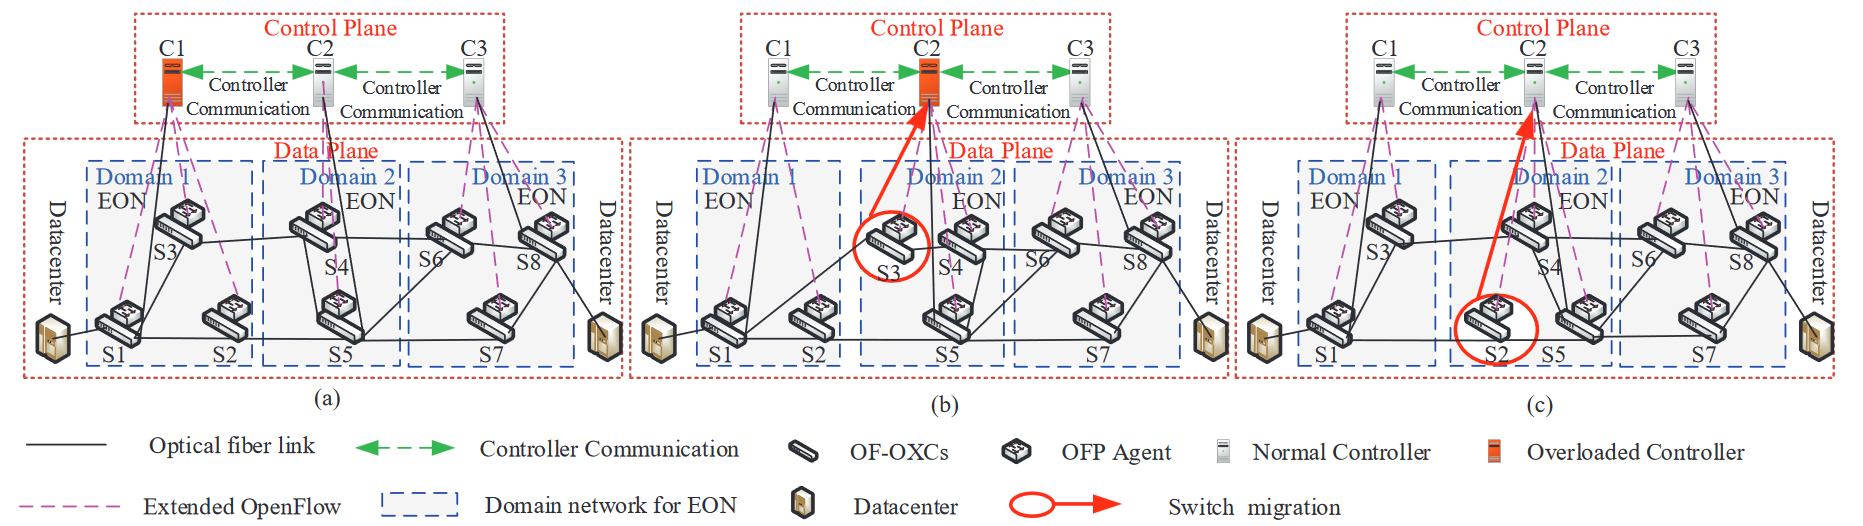 Control Plane
C1
C2
C3
Controller
Communication
Controller
Communication
Data Plane
Domain 1
EON
Domain 2
EON
Domain 3
EON
Datacenter
Datacenter
S3
S4
S6
S8
S1
S2
S5
S7
(a)
Control Plane
C1
C2
C3
Controller
Communication
Controller
Communication
Data Plane
Domain 1
EON
Domain 2
EON
Domain 3
EON
Datacenter
Datacenter
S3
S4
S6
S8
S1
S2
S5
S7
(b)
Control Plane
C1
C2
C3
Controller
Communication
Controller
Communication
Data Plane
Domain 1
EON
Domain 2
EON
Domain 3
EON
Datacenter
Datacenter
S3
S4
S6
S8
S1
S2
S5
S7
(c)
Optical fiber link
Controller Communication
OF-OXCs
OFP Agent
Normal Controller
Overloaded Controller
Extended OpenFlow
Domain network for EON
Datacenter
Switch migration